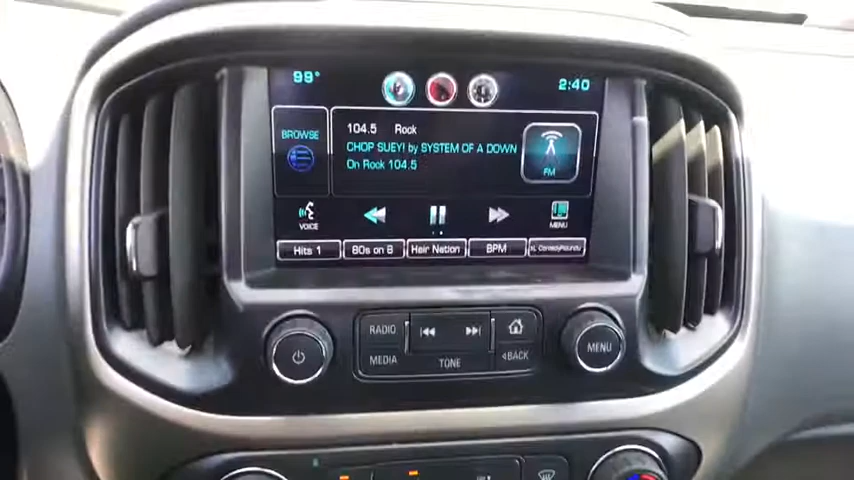 99°
2:40
BROWSE
104.5 ROCK
CHOP SUEY! by SYSTEM OF A DOWN
On Rock 104.5
FM
VOICE
MENU
Hits 1
80s on 8
Hair Nation
BPM
RADIO
MEDIA
TONE
BACK
MENU